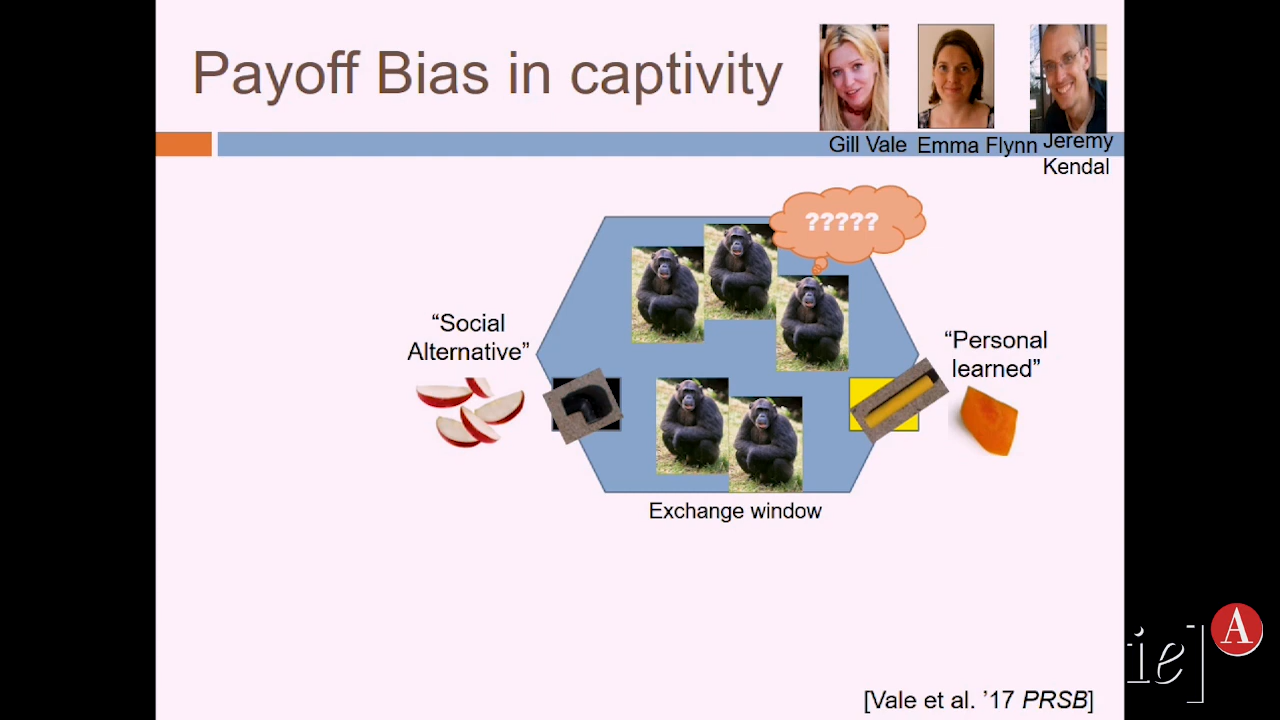 Payoff Bias in captivity
Gill Vale
Emma Flynn
Jeremy
Kendal
?????
“Social
Alternative”
“Personal
learned”
Exchange window
[Vale et al. ’17 PRSB]
ie]
A